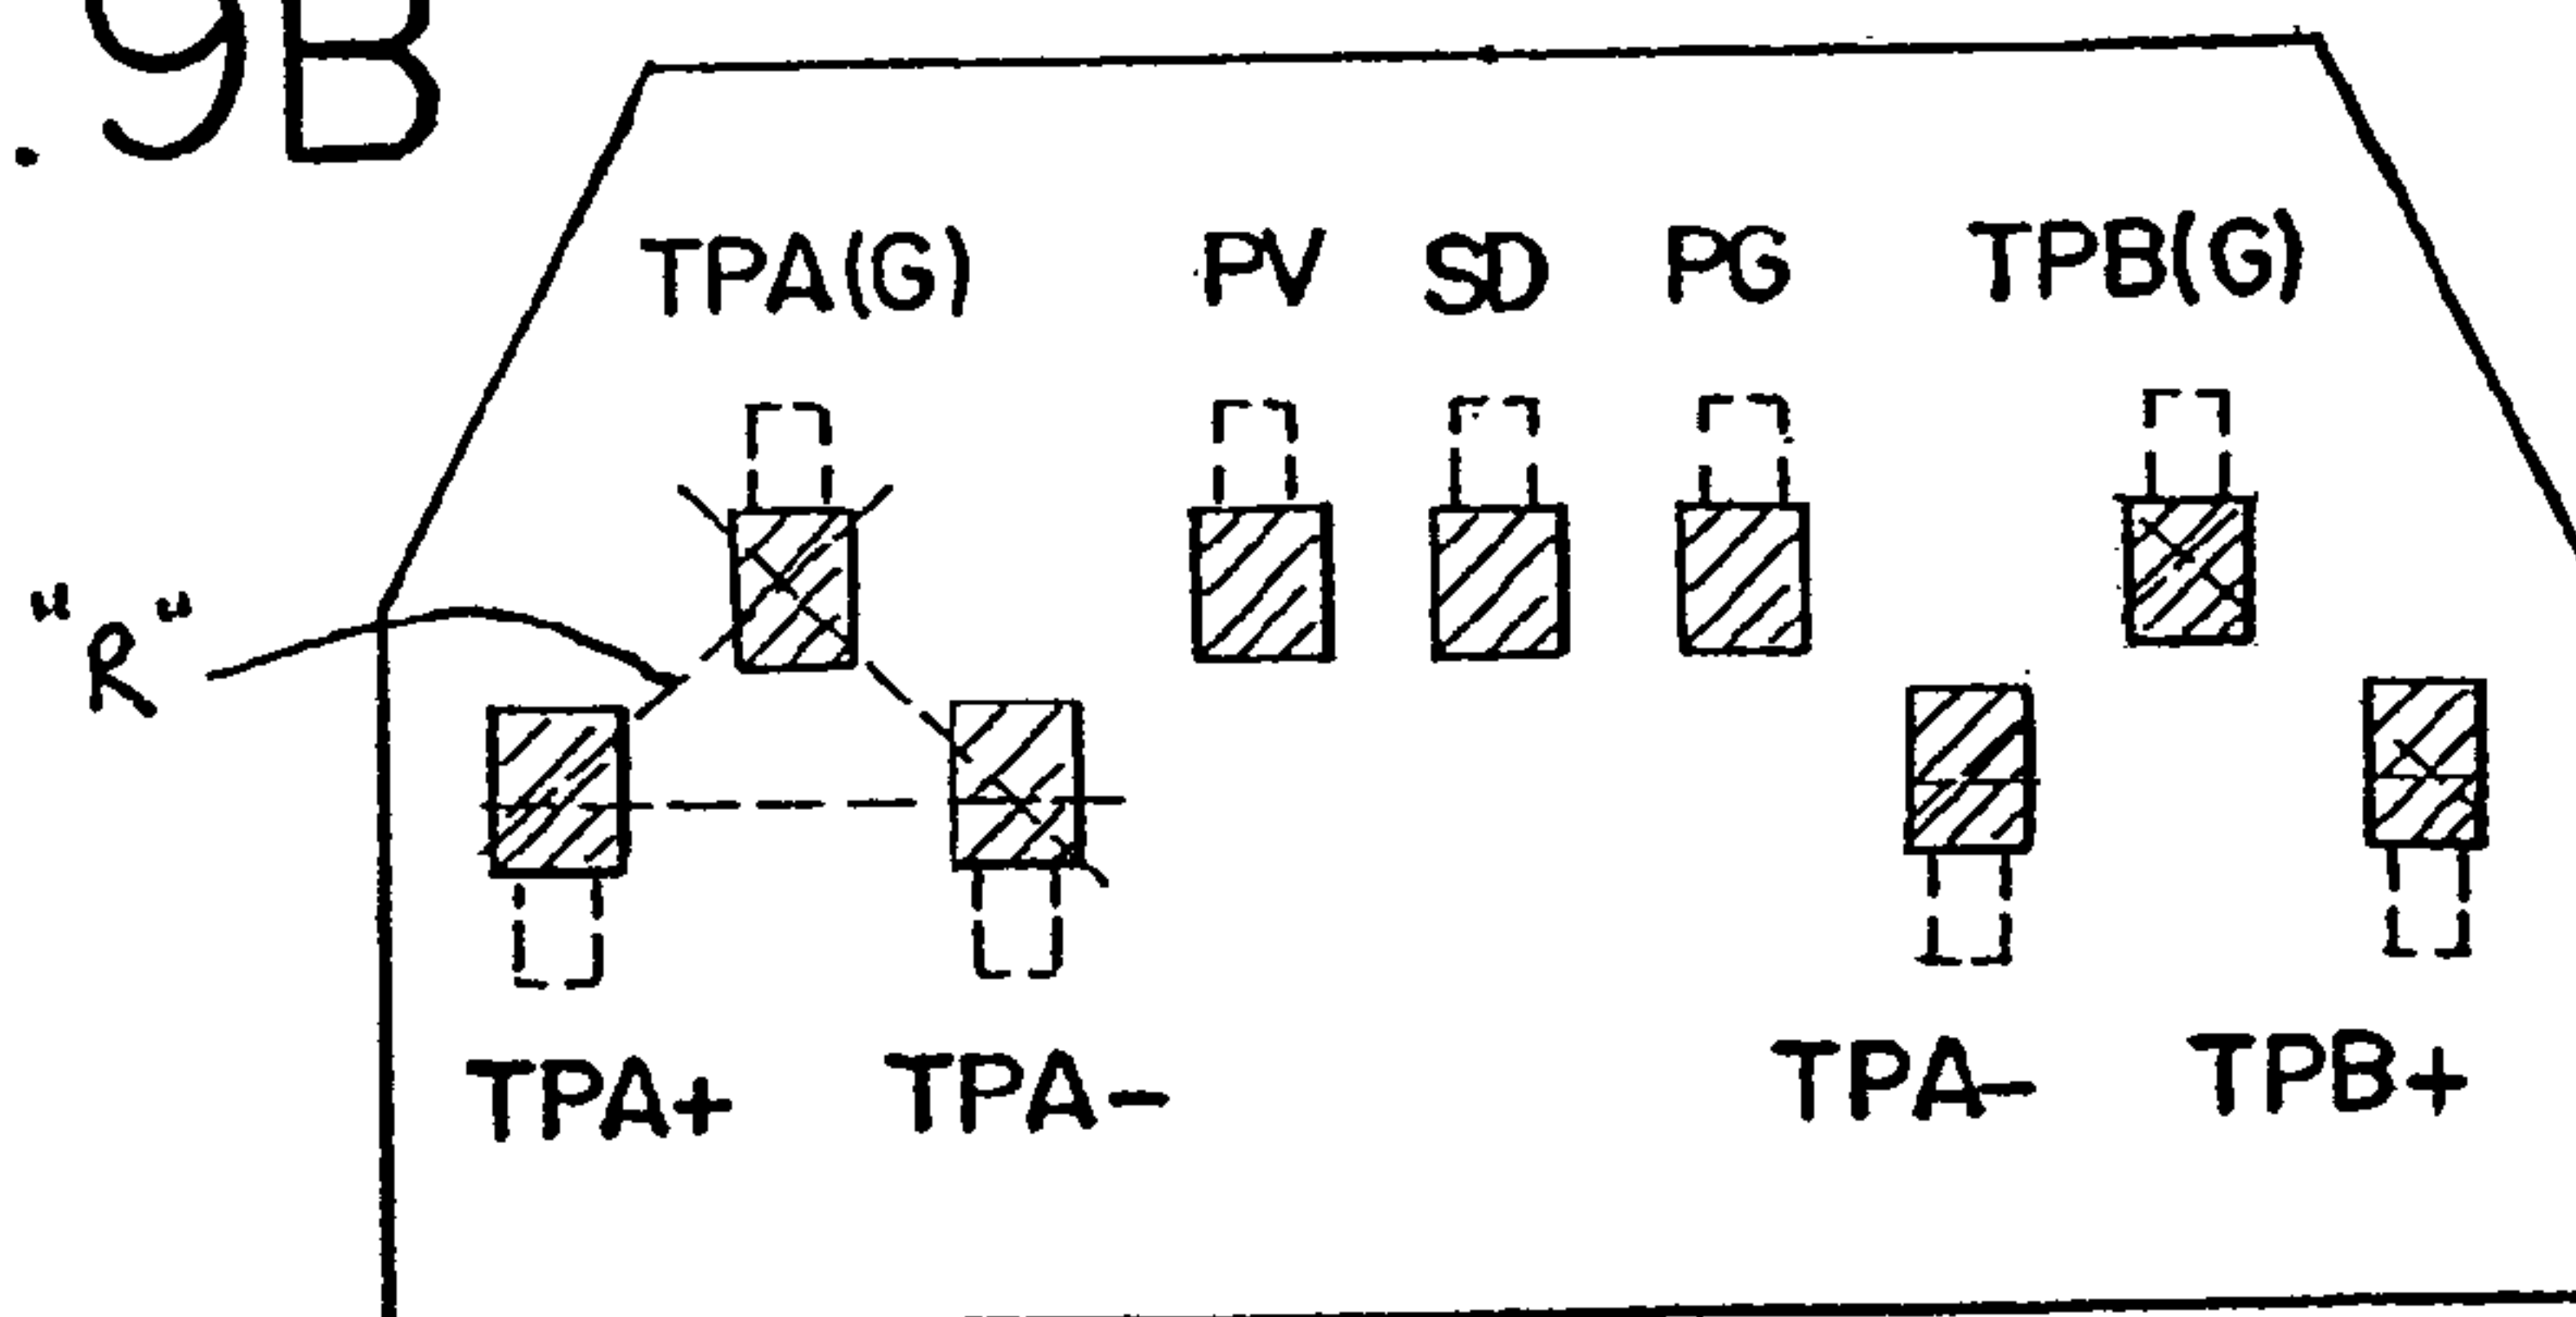 . 9B
TPA(G) PV SD PG TPB(G)
"R"
TPA+ TPA- TPA- TPB+